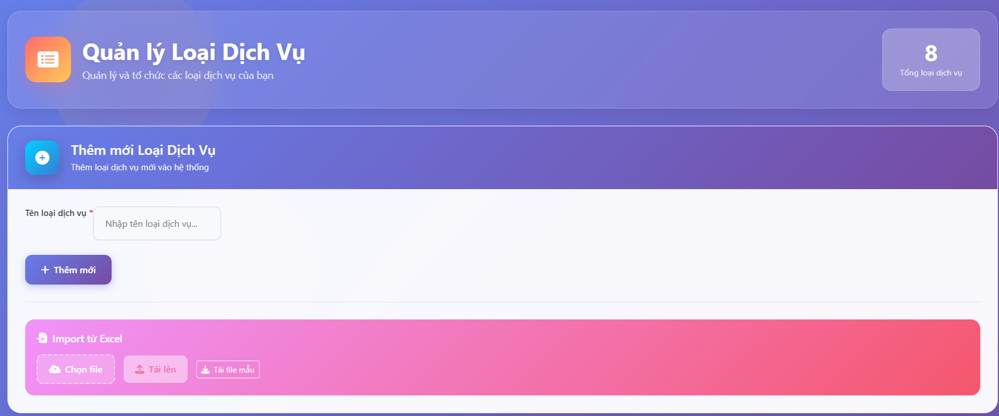 Quản lý Loại Dịch Vụ
Quản lý và tổ chức các loại dịch vụ của bạn
8
Tổng loại dịch vụ
Thêm mới Loại Dịch Vụ
Thêm loại dịch vụ mới vào hệ thống
Tên loại dịch vụ *
Nhập tên loại dịch vụ...
Thêm mới
Import từ Excel
Chọn file
Tải lên
Tải file mẫu